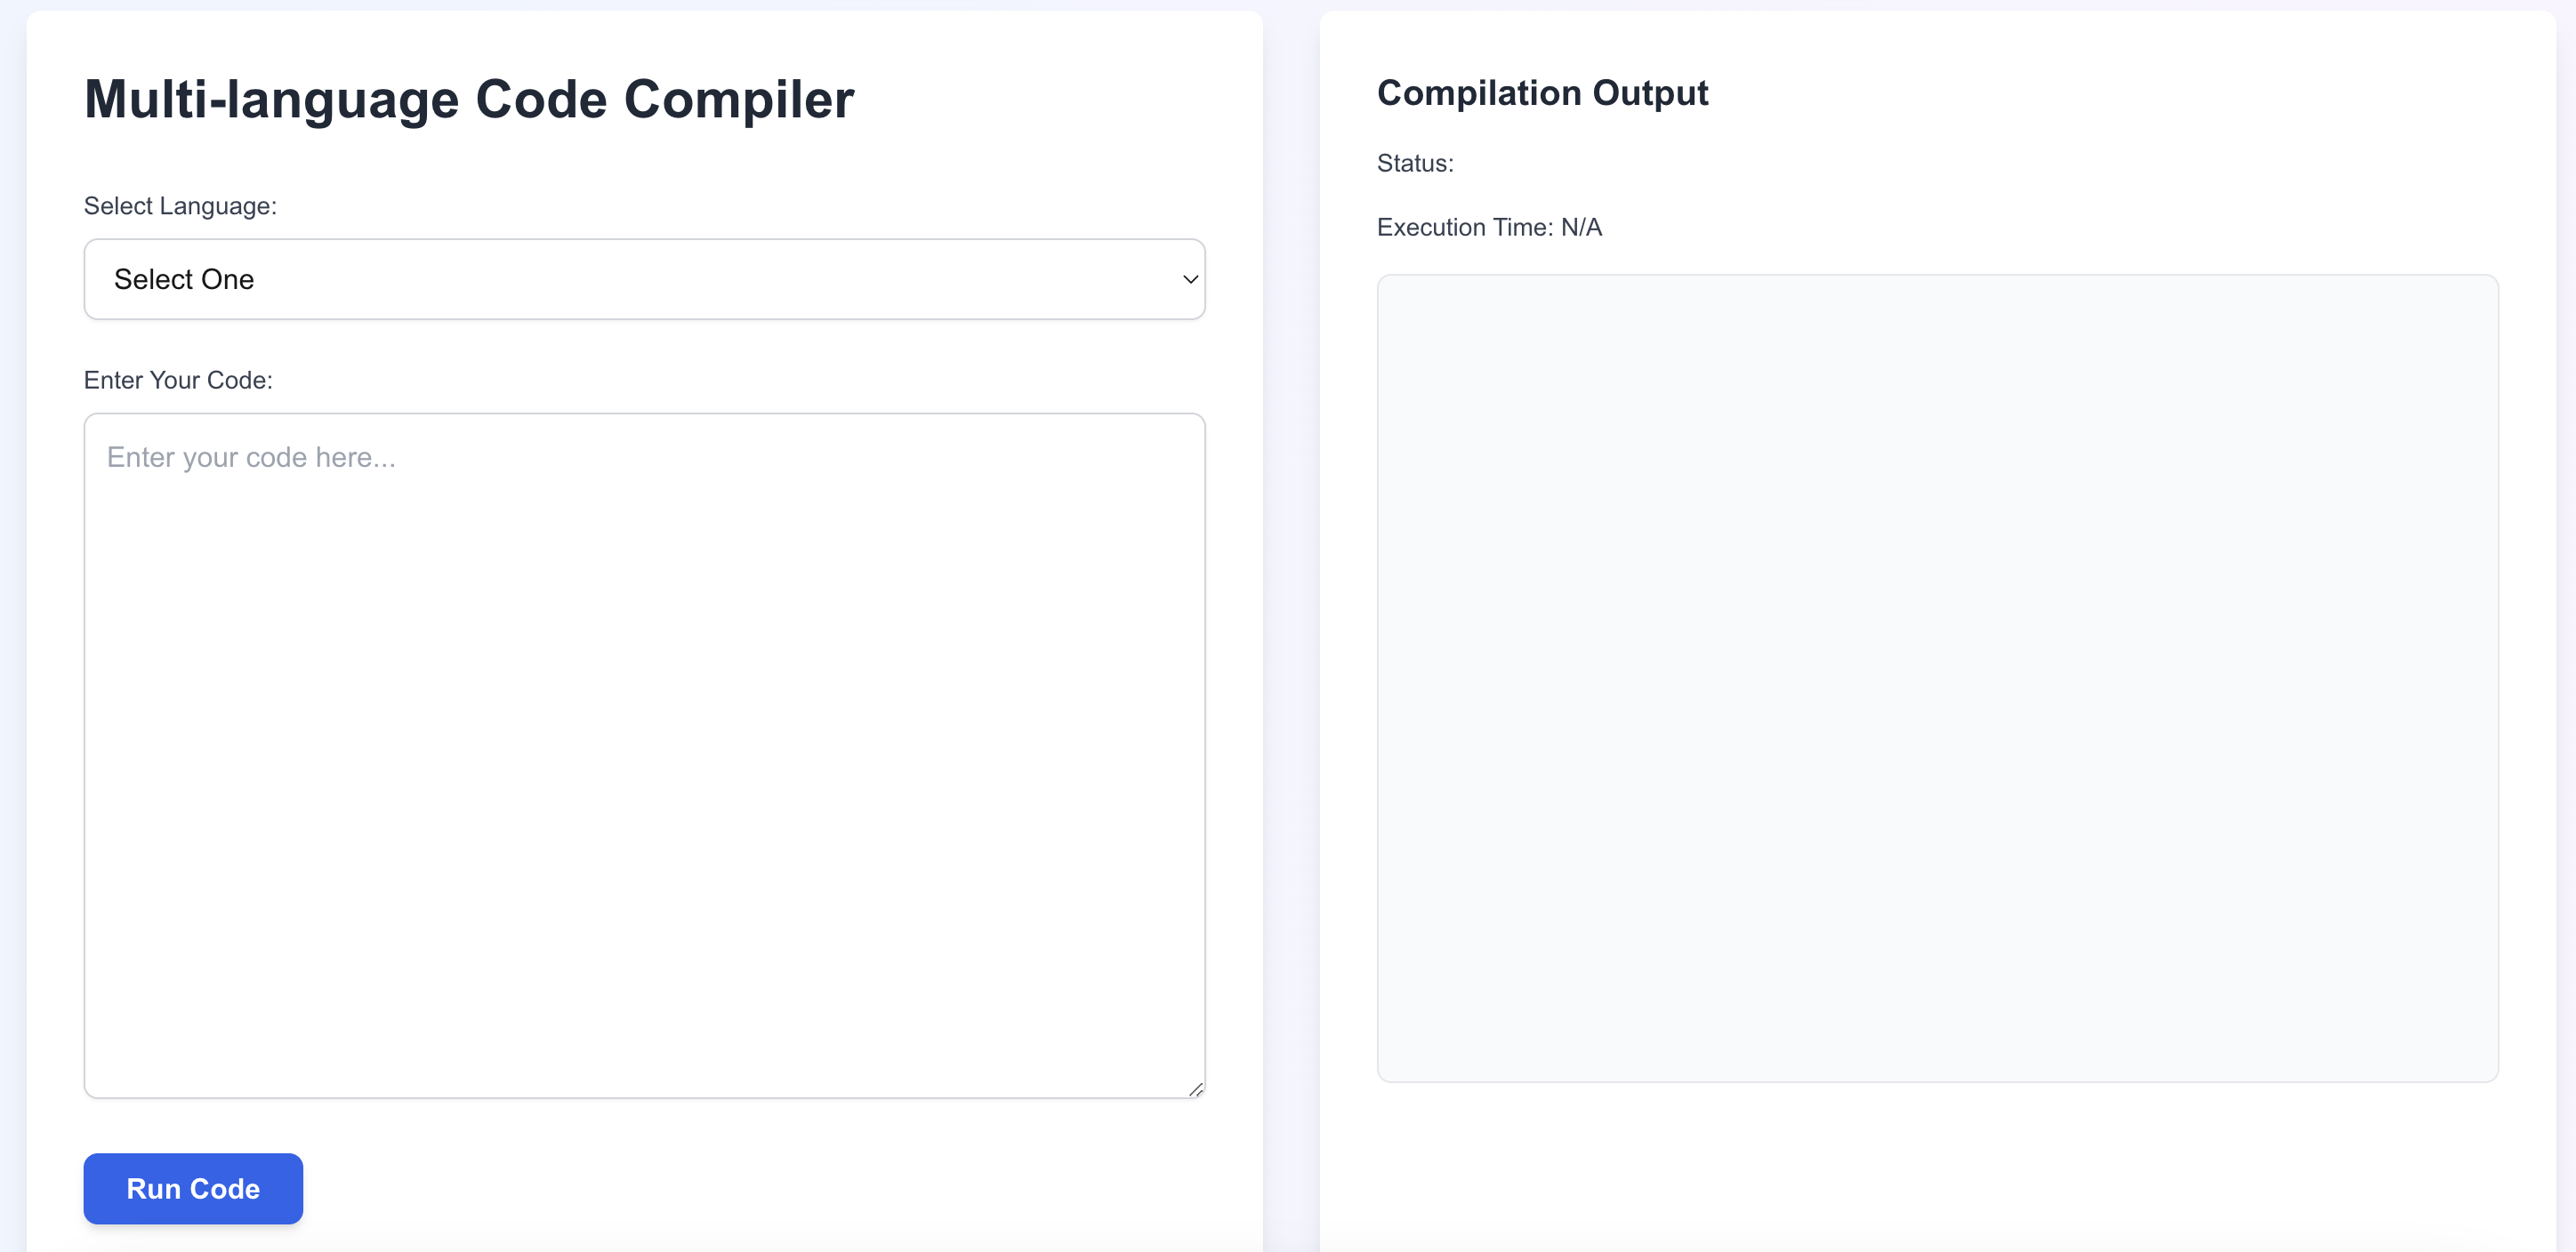 Multi-language Code Compiler
Select Language:
Select One
Enter Your Code:
Enter your code here...
Run Code
Compilation Output
Status:
Execution Time: N/A